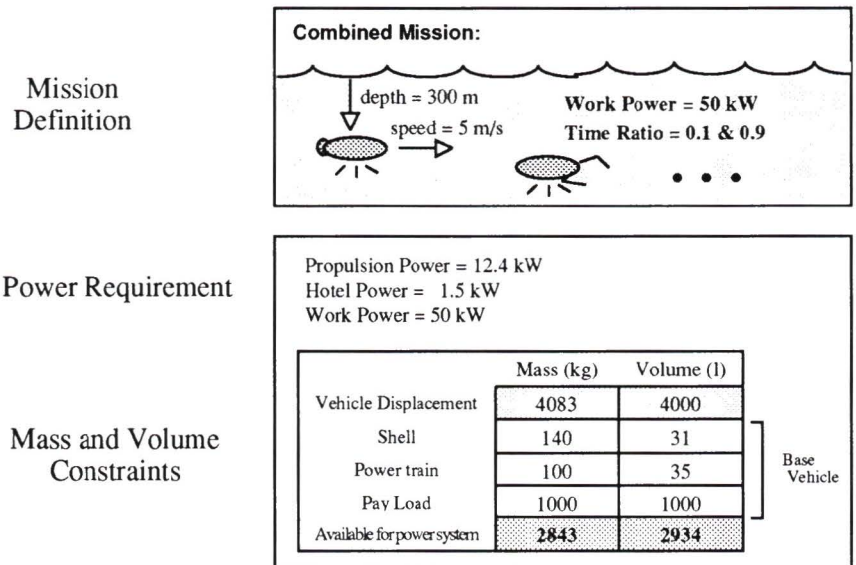 Mission
Definition
Combined Mission:
depth = 300 m
speed = 5 m/s
Work Power = 50 kW
Time Ratio = 0.1 & 0.9
Power Requirement
Propulsion Power = 12.4 kW
Hotel Power = 1.5 kW
Work Power = 50 kW
Mass and Volume
Constraints
Mass (kg) Volume (l)
Vehicle Displacement 4083 4000
Shell 140 31
Power train 100 35
Pay Load 1000 1000
Available for power system 2843 2934
Base
Vehicle